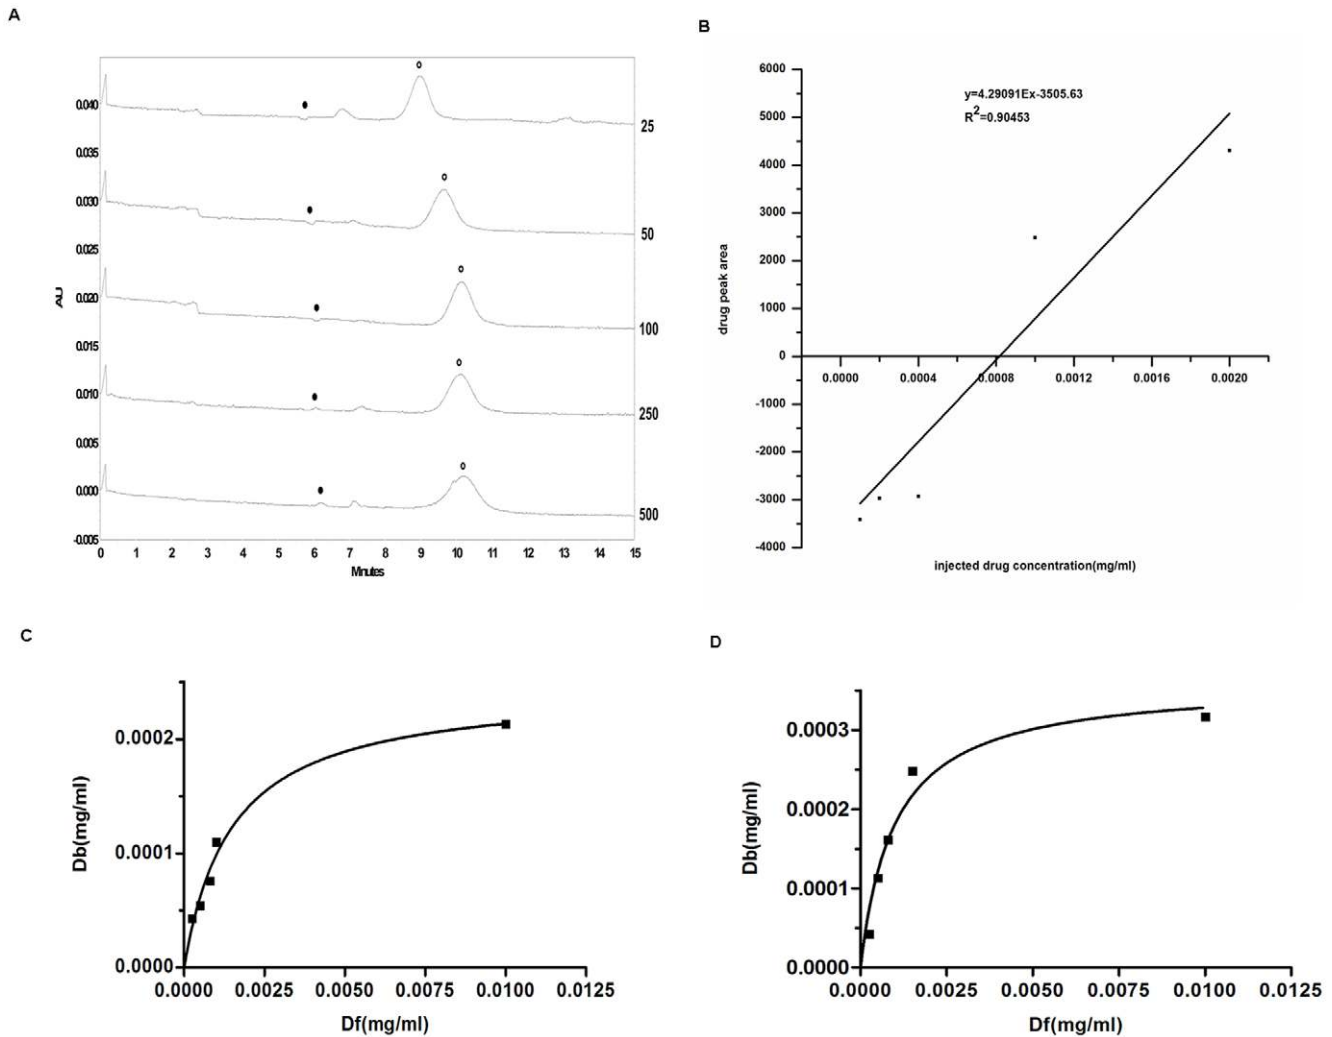 A
0.040
0.035
0.030
0.025
0.020
0.015
0.010
0.005
0.000
-0.005
AU
25
50
100
250
500
0 1 2 3 4 5 6 7 8 9 10 11 12 13 14 15
Minutes
B
6000
5000
4000
3000
2000
1000
0
-1000
-2000
-3000
-4000
drug peak area
y=4.29091Ex-3505.63
R2=0.90453
0.0000 0.0004 0.0008 0.0012 0.0016 0.0020
injected drug concentration(mg/ml)
C
0.0002
0.0001
0.0000
Db(mg/ml)
0.0000 0.0025 0.0050 0.0075 0.0100 0.0125
Df(mg/ml)
D
0.0003
0.0002
0.0001
0.0000
Db(mg/ml)
0.0000 0.0025 0.0050 0.0075 0.0100 0.0125
Df(mg/ml)